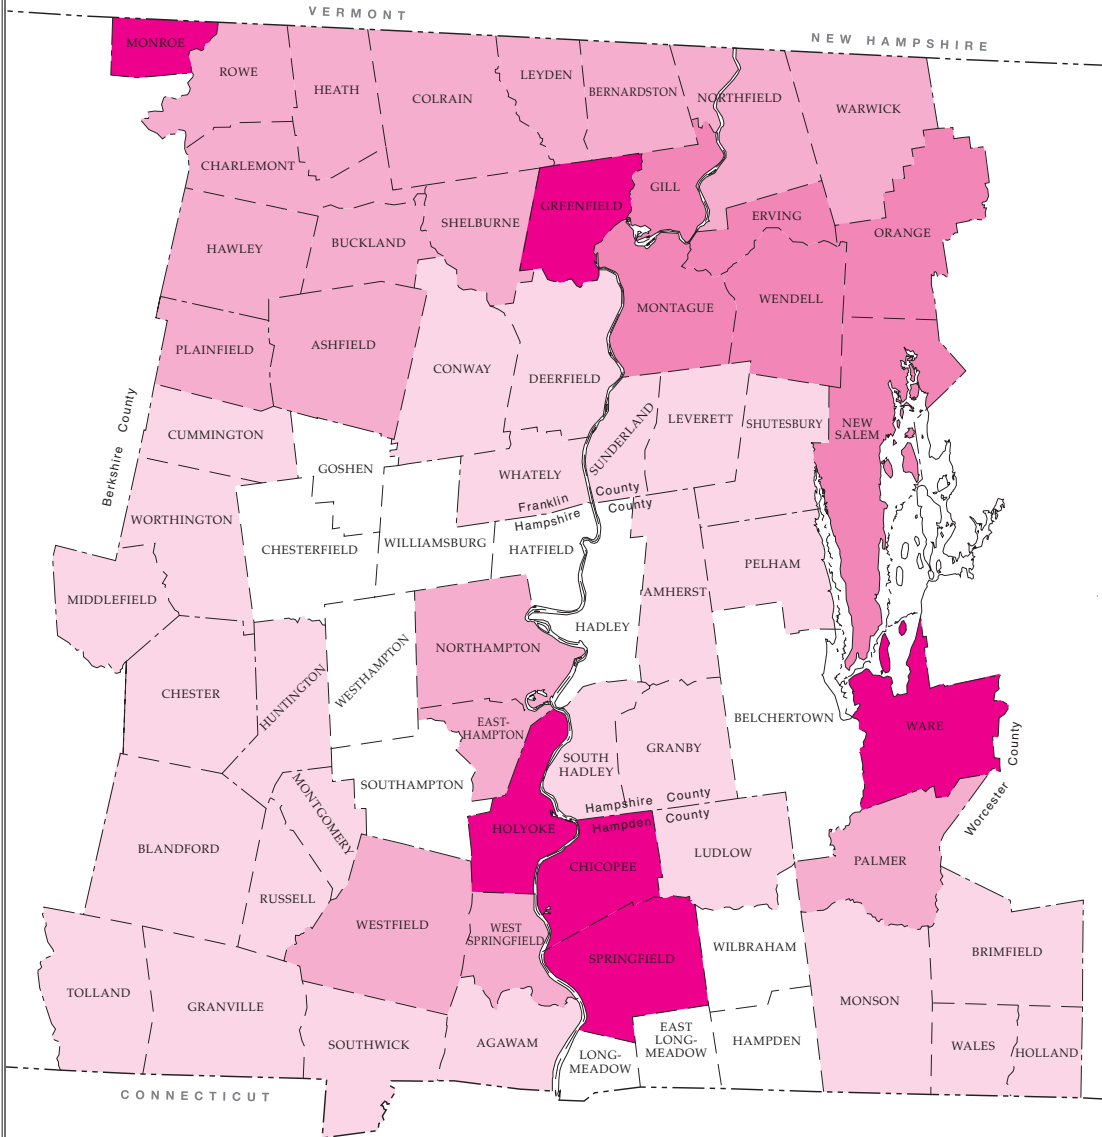 VERMONT
NEW HAMPSHIRE
MONROE
ROWE
HEATH
COLRAIN
LEYDEN
BERNARDSTON
NORTHFIELD
WARWICK
CHARLEMONT
GILL
GREENFIELD
SHELBURNE
ERVING
ORANGE
HAWLEY
BUCKLAND
MONTAGUE
WENDELL
PLAINFIELD
ASHFIELD
CONWAY
DEERFIELD
Berkshire County
CUMMINGTON
SUNDERLAND
LEVERETT
SHUTESBURY
NEW
SALEM
GOSHEN
WHATELY
Franklin County
Hampshire County
WORTHINGTON
CHESTERFIELD
WILLIAMSBURG
HATFIELD
PELHAM
MIDDLEFIELD
AMHERST
HADLEY
NORTHAMPTON
WESTHAMPTON
CHESTER
HUNTINGTON
EAST-
HAMPTON
BELCHERTOWN
WARE
SOUTH
HADLEY
GRANBY
SOUTHAMPTON
Worcester County
MONTGOMERY
Hampshire County
Hampden County
HOLYOKE
BLANDFORD
LUDLOW
PALMER
CHICOPEE
RUSSELL
WESTFIELD
WEST
SPRINGFIELD
WILBRAHAM
BRIMFIELD
SPRINGFIELD
TOLLAND
GRANVILLE
MONSON
SOUTHWICK
AGAWAM
LONG-
MEADOW
EAST
LONG-
MEADOW
HAMPDEN
WALES
HOLLAND
CONNECTICUT